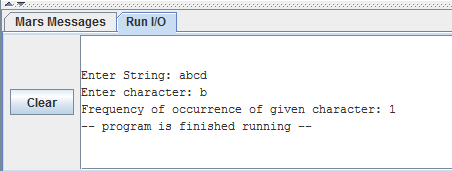 Mars Messages Run I/O
Clear
Enter String: abcd
Enter character: b
Frequency of occurrence of given character: 1
-- program is finished running --